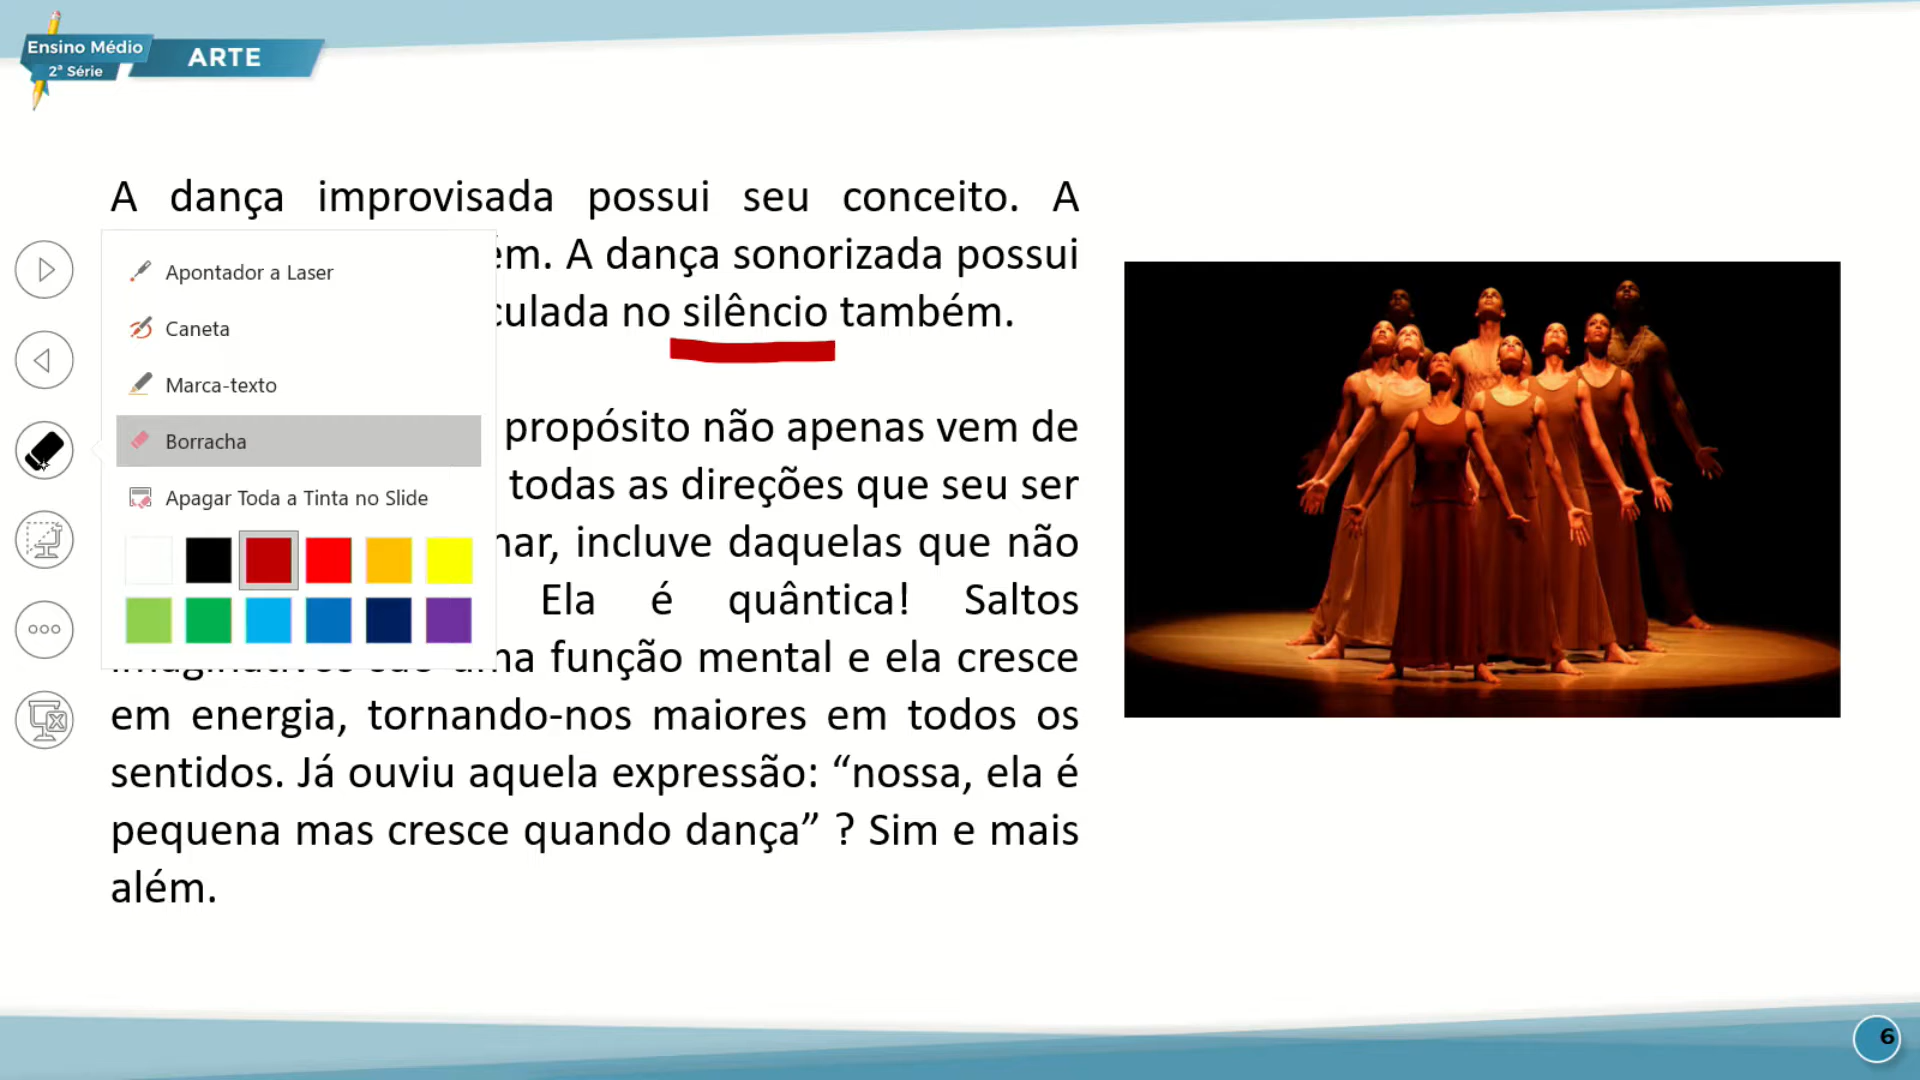 Ensino Médio
2ª Série
ARTE
A dança improvisada possui seu conceito. A
A dança sonorizada possui
no silêncio também.
Apontador a Laser
Caneta
Marca-texto
Borracha
Apagar Toda a Tinta no Slide
propósito não apenas vem de
todas as direções que seu ser
incluve daquelas que não
Ela é quântica! Saltos
função mental e ela cresce
em energia, tornando-nos maiores em todos os
sentidos. Já ouviu aquela expressão: “nossa, ela é
pequena mas cresce quando dança” ? Sim e mais
além.
6